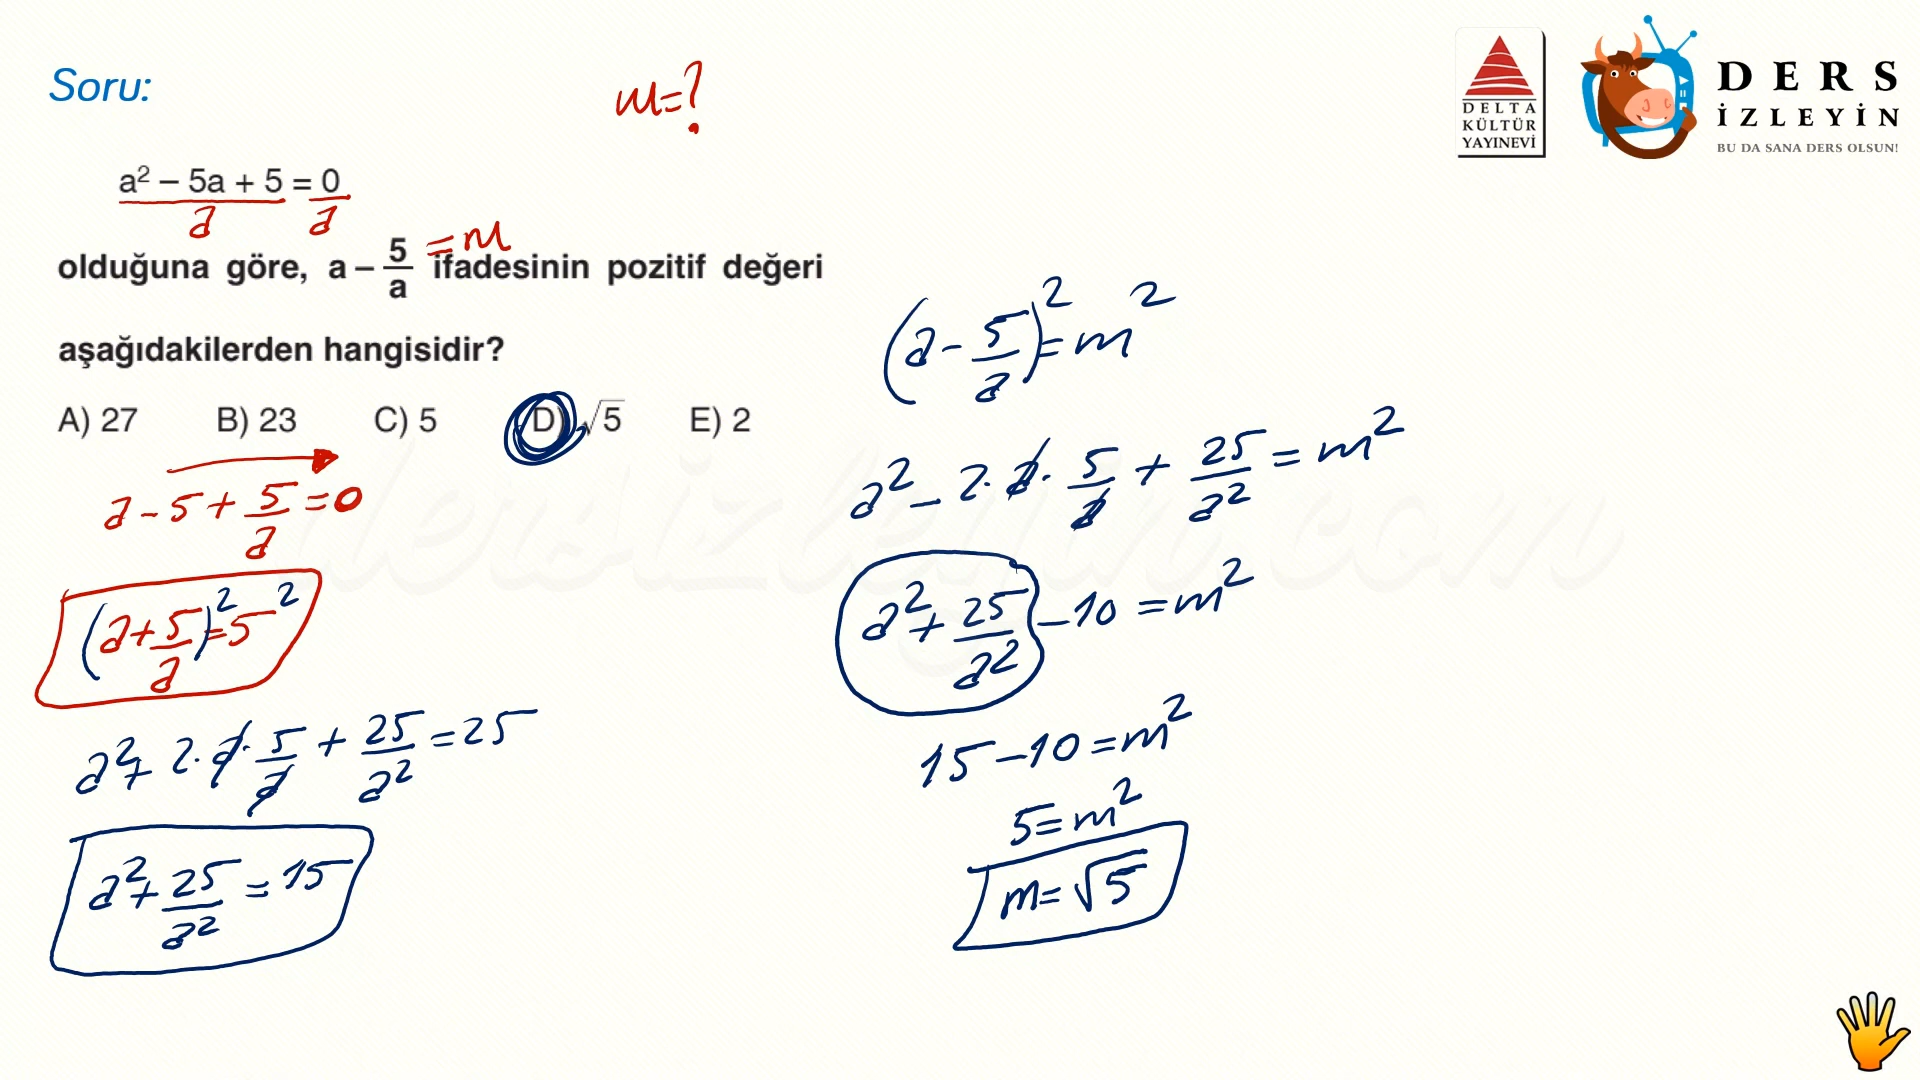 Soru:
m=?
DELTA
KÜLTÜR
YAYINEVİ
DERS
İZLEYİN
BU DA SANA DERS OLSUN!
a² – 5a + 5 = 0
a a
olduğuna göre, a – 5/a = m ifadesinin pozitif değeri
aşağıdakilerden hangisidir?
A) 27 B) 23 C) 5 D) √5 E) 2
a - 5 + 5/a = 0
(a + 5/a)² = 5²
a² + 2·a·5/a + 25/a² = 25
a² + 25/a² = 15
(a - 5/a)² = m²
a² - 2·a·5/a + 25/a² = m²
a² + 25/a² - 10 = m²
15 - 10 = m²
5 = m²
m = √5
dersizleyin.com